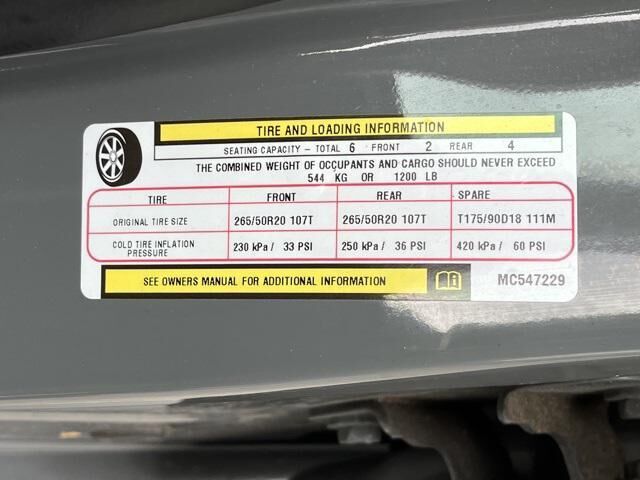 TIRE AND LOADING INFORMATION
SEATING CAPACITY - TOTAL 6 FRONT 2 REAR 4
THE COMBINED WEIGHT OF OCCUPANTS AND CARGO SHOULD NEVER EXCEED
544 KG OR 1200 LB
TIRE FRONT REAR SPARE
ORIGINAL TIRE SIZE 265/50R20 107T 265/50R20 107T T175/90D18 111M
COLD TIRE INFLATION PRESSURE 230 kPa / 33 PSI 250 kPa / 36 PSI 420 kPa / 60 PSI
SEE OWNERS MANUAL FOR ADDITIONAL INFORMATION MC547229